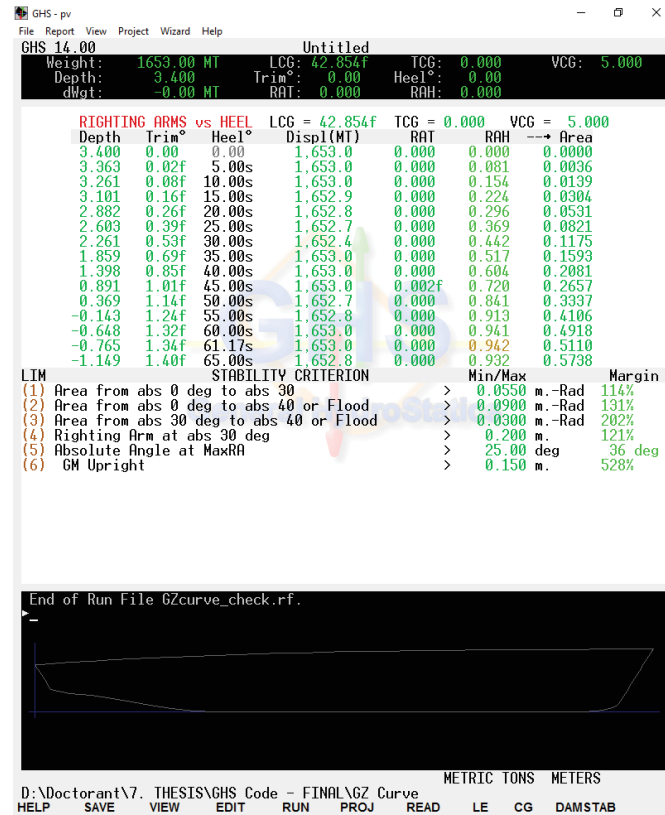 GHS - pv
File Report View Project Wizard Help
GHS 14.00 Untitled
Weight: 1653.00 MT LCG: 42.854f TCG: 0.000 VCG: 5.000
Depth: 3.400 Trim°: 0.00 Heel°: 0.00
dWgt: -0.00 MT RAT: 0.000 RAH: 0.000
RIGHTING ARMS vs HEEL LCG = 42.854f TCG = 0.000 VCG = 5.000
Depth Trim° Heel° Displ(MT) RAT RAH --→ Area
3.400 0.00 0.00 1,653.0 0.000 0.000 0.0000
3.363 0.02f 5.00s 1,653.0 0.000 0.081 0.0036
3.261 0.08f 10.00s 1,653.0 0.000 0.154 0.0139
3.101 0.16f 15.00s 1,652.9 0.000 0.224 0.0304
2.882 0.26f 20.00s 1,652.8 0.000 0.296 0.0531
2.603 0.39f 25.00s 1,652.7 0.000 0.369 0.0821
2.261 0.53f 30.00s 1,652.4 0.000 0.442 0.1175
1.859 0.69f 35.00s 1,653.0 0.000 0.517 0.1593
1.398 0.85f 40.00s 1,653.0 0.000 0.604 0.2081
0.891 1.01f 45.00s 1,653.0 0.002f 0.720 0.2657
0.369 1.14f 50.00s 1,652.7 0.000 0.841 0.3337
-0.143 1.24f 55.00s 1,652.8 0.000 0.913 0.4106
-0.648 1.32f 60.00s 1,653.0 0.000 0.941 0.4918
-0.765 1.34f 61.17s 1,653.0 0.000 0.942 0.5110
-1.149 1.40f 65.00s 1,652.8 0.000 0.932 0.5738
LIM STABILITY CRITERION Min/Max Margin
(1) Area from abs 0 deg to abs 30 > 0.0550 m.-Rad 114%
(2) Area from abs 0 deg to abs 40 or Flood > 0.0900 m.-Rad 131%
(3) Area from abs 30 deg to abs 40 or Flood > 0.0300 m.-Rad 202%
(4) Righting Arm at abs 30 deg > 0.200 m. 121%
(5) Absolute Angle at MaxRA > 25.00 deg 36 deg
(6) GM Upright > 0.150 m. 528%
End of Run File GZcurve_check.rf.
METRIC TONS METERS
D:\Doctorant\7. THESIS\GHS Code - FINAL\GZ Curve
HELP SAVE VIEW EDIT RUN PROJ READ LE CG DAMSTAB